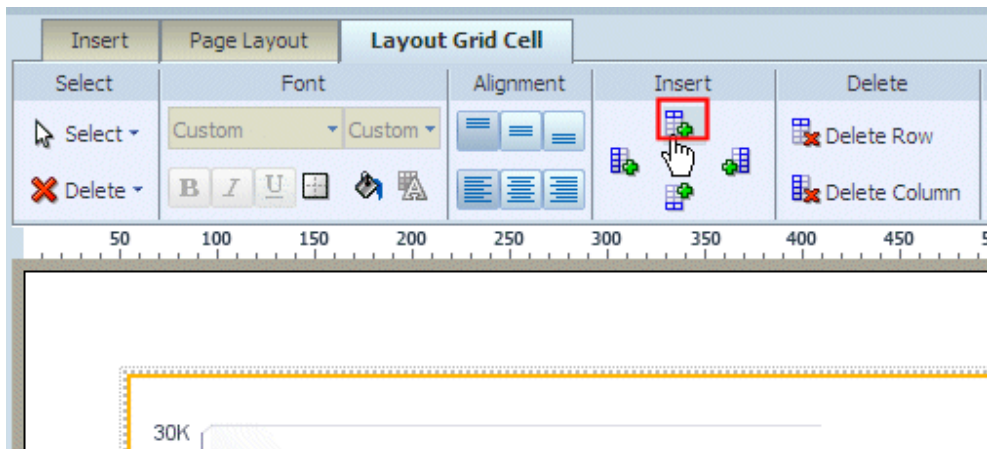 Insert Page Layout Layout Grid Cell
Select Font Alignment Insert Delete
Select Custom Custom Delete Row
Delete B I U A Delete Column
50 100 150 200 250 300 350 400 450 5
30K